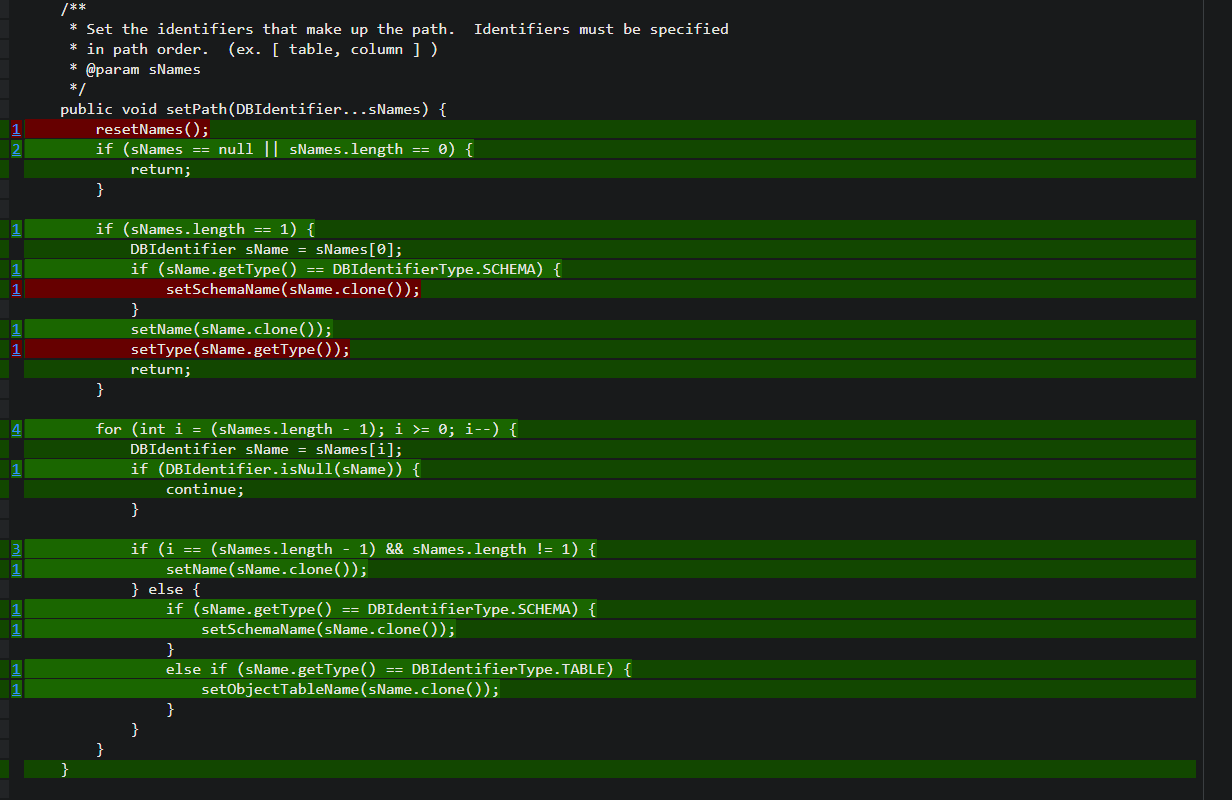 /**
 * Set the identifiers that make up the path.  Identifiers must be specified
 * in path order.  (ex. [ table, column ] )
 * @param sNames
 */
public void setPath(DBIdentifier...sNames) {
1 resetNames();
2 if (sNames == null || sNames.length == 0) {
return;
}
1 if (sNames.length == 1) {
DBIdentifier sName = sNames[0];
1 if (sName.getType() == DBIdentifierType.SCHEMA) {
1 setSchemaName(sName.clone());
}
1 setName(sName.clone());
1 setType(sName.getType());
return;
}
4 for (int i = (sNames.length - 1); i >= 0; i--) {
DBIdentifier sName = sNames[i];
1 if (DBIdentifier.isNull(sName)) {
continue;
}
3 if (i == (sNames.length - 1) && sNames.length != 1) {
1 setName(sName.clone());
} else {
1 if (sName.getType() == DBIdentifierType.SCHEMA) {
1 setSchemaName(sName.clone());
}
1 else if (sName.getType() == DBIdentifierType.TABLE) {
1 setObjectTableName(sName.clone());
}
}
}
}